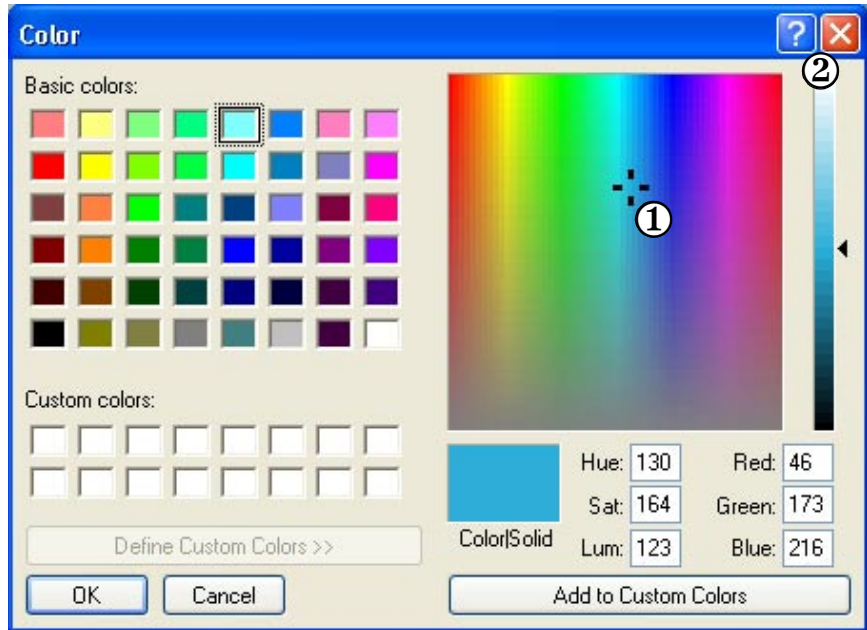 Color
?
②
Basic colors:
①
Custom colors:
Define Custom Colors >>
OK
Cancel
Color|Solid
Hue: 130
Red: 46
Sat: 164
Green: 173
Lum: 123
Blue: 216
Add to Custom Colors